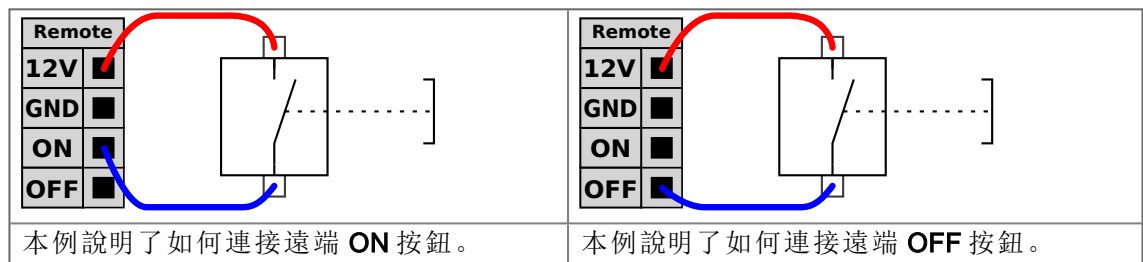 Remote
12V
GND
ON
OFF
本例說明了如何連接遠端 ON 按鈕。
Remote
12V
GND
ON
OFF
本例說明了如何連接遠端 OFF 按鈕。